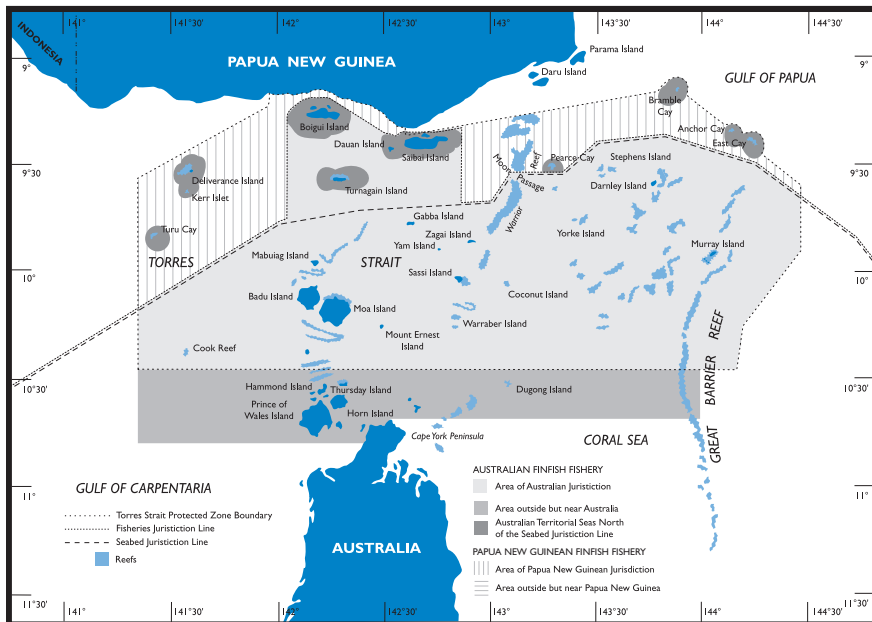 141°
141°30'
142°
142°30'
143°
143°30'
144°
144°30'
INDONESIA
PAPUA NEW GUINEA
Parama Island
Daru Island
9°
9°
GULF OF PAPUA
Bramble
Cay
Boigui Island
Anchor Cay
East Cay
Dauan Island
Saibai Island
Moon
Passage
Reef
Warrior
Pearce Cay
Stephens Island
9°30'
9°30'
Deliverance Island
Kerr Islet
Turnagain Island
Darnley Island
Turu Cay
Gabba Island
Zagai Island
Yam Island
Yorke Island
Murray Island
TORRES
STRAIT
Mabuiag Island
10°
10°
Sassi Island
Badu Island
Moa Island
Coconut Island
Warraber Island
Mount Ernest
Island
Cook Reef
GREAT BARRIER REEF
10°30'
10°30'
Hammond Island
Thursday Island
Dugong Island
Prince of
Wales Island
Horn Island
Cape York Peninsula
CORAL SEA
GULF OF CARPENTARIA
11°
11°
Torres Strait Protected Zone Boundary
Fisheries Juristiction Line
Seabed Juristiction Line
Reefs
AUSTRALIA
AUSTRALIAN FINFISH FISHERY
Area of Australian Juristiction
Area outside but near Australia
Australian Territorial Seas North
of the Seabed Juristiction Line
PAPUA NEW GUINEAN FINFISH FISHERY
Area of Papua New Guinean Jurisdiction
Area outside but near Papua New Guinea
11°30'
11°30'
141°
141°30'
142°
142°30'
143°
143°30'
144°
144°30'